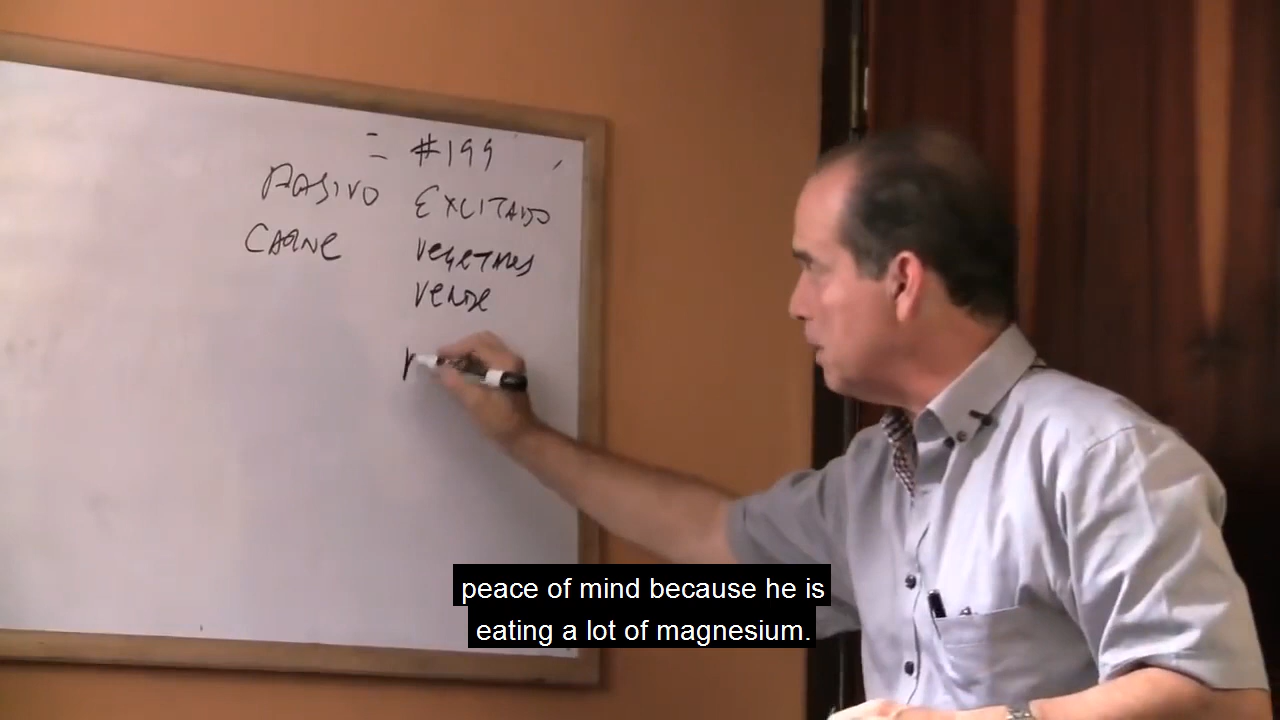 = #199
PASIVO EXCITADO
CARNE VEGETALES
VERDE
peace of mind because he is
eating a lot of magnesium.